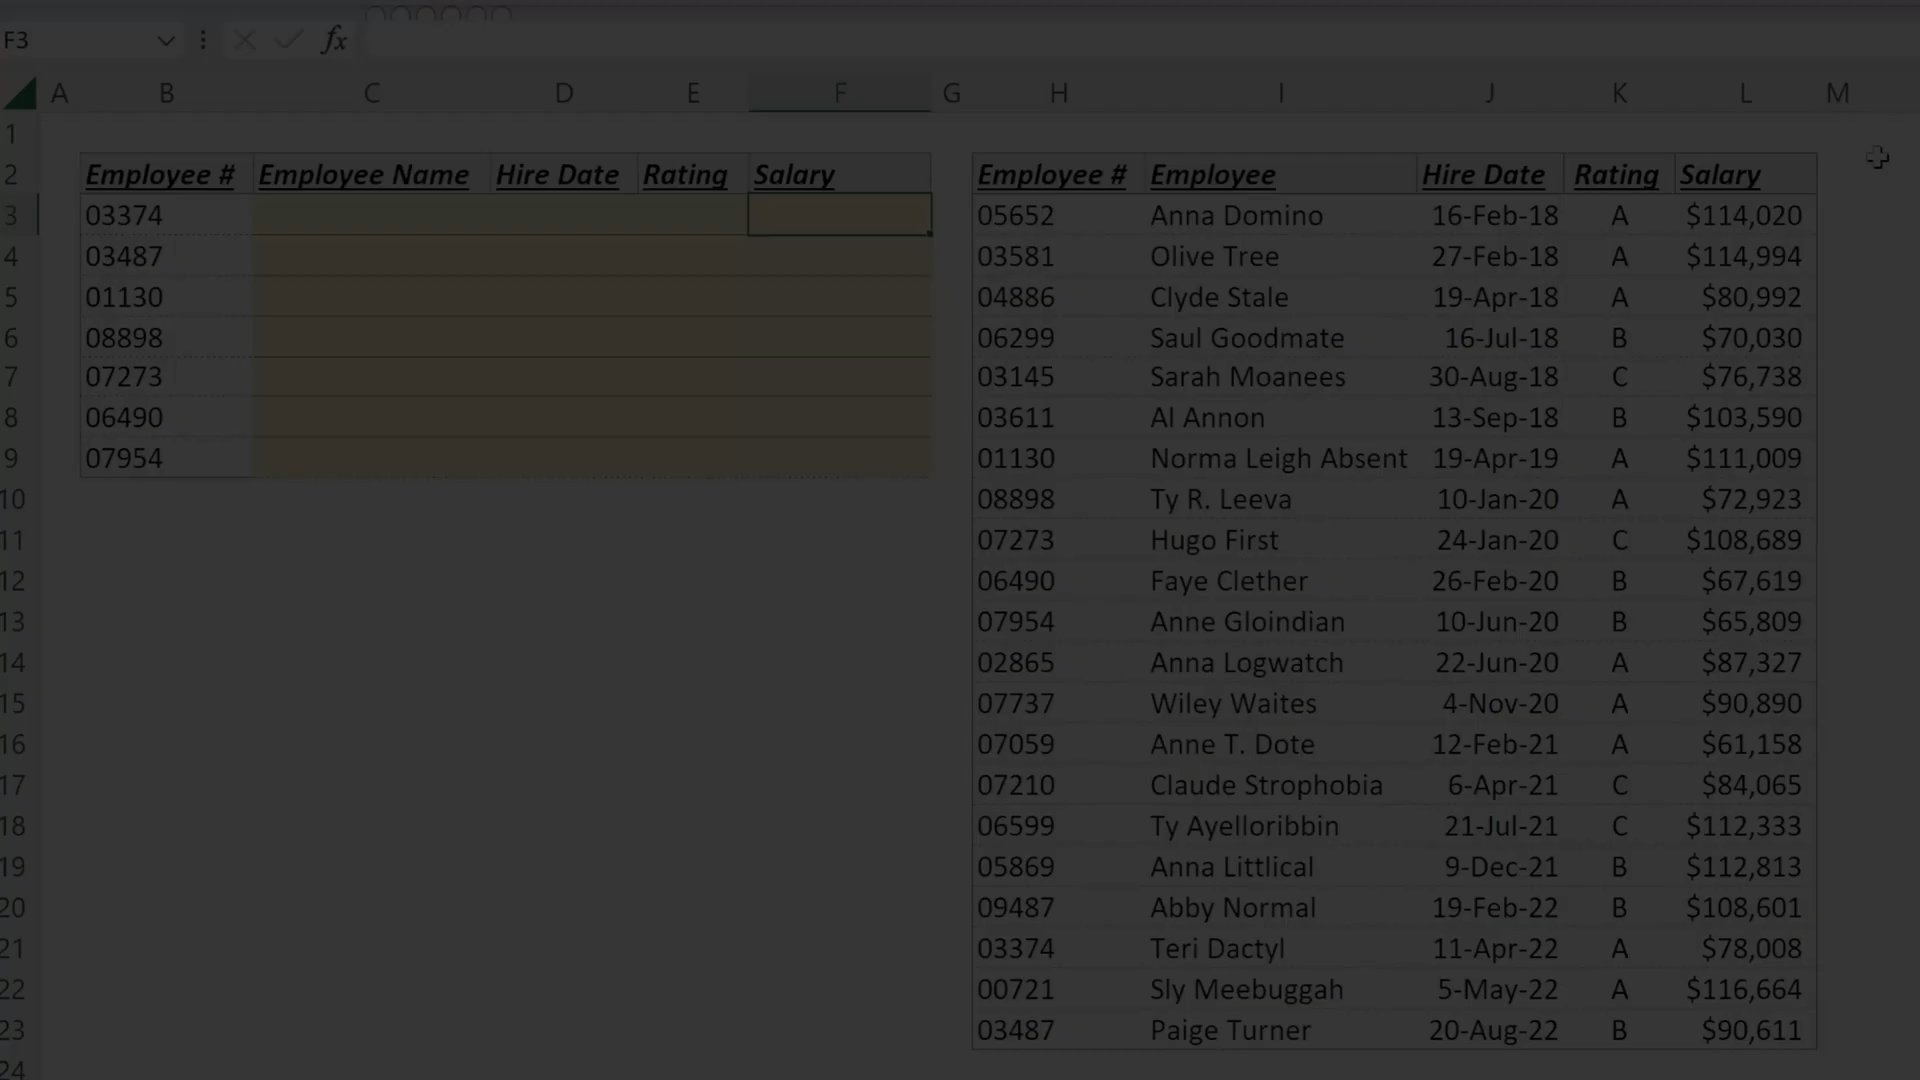 F3 fx
A B C D E F G H I J K L M
1
2 Employee # Employee Name Hire Date Rating Salary Employee # Employee Hire Date Rating Salary
3 03374 05652 Anna Domino 16-Feb-18 A $114,020
4 03487 03581 Olive Tree 27-Feb-18 A $114,994
5 01130 04886 Clyde Stale 19-Apr-18 A $80,992
6 08898 06299 Saul Goodmate 16-Jul-18 B $70,030
7 07273 03145 Sarah Moanees 30-Aug-18 C $76,738
8 06490 03611 Al Annon 13-Sep-18 B $103,590
9 07954 01130 Norma Leigh Absent 19-Apr-19 A $111,009
10 08898 Ty R. Leeva 10-Jan-20 A $72,923
11 07273 Hugo First 24-Jan-20 C $108,689
12 06490 Faye Clether 26-Feb-20 B $67,619
13 07954 Anne Gloindian 10-Jun-20 B $65,809
14 02865 Anna Logwatch 22-Jun-20 A $87,327
15 07737 Wiley Waites 4-Nov-20 A $90,890
16 07059 Anne T. Dote 12-Feb-21 A $61,158
17 07210 Claude Strophobia 6-Apr-21 C $84,065
18 06599 Ty Ayelloribbin 21-Jul-21 C $112,333
19 05869 Anna Littlical 9-Dec-21 B $112,813
20 09487 Abby Normal 19-Feb-22 B $108,601
21 03374 Teri Dactyl 11-Apr-22 A $78,008
22 00721 Sly Meebuggah 5-May-22 A $116,664
23 03487 Paige Turner 20-Aug-22 B $90,611
24